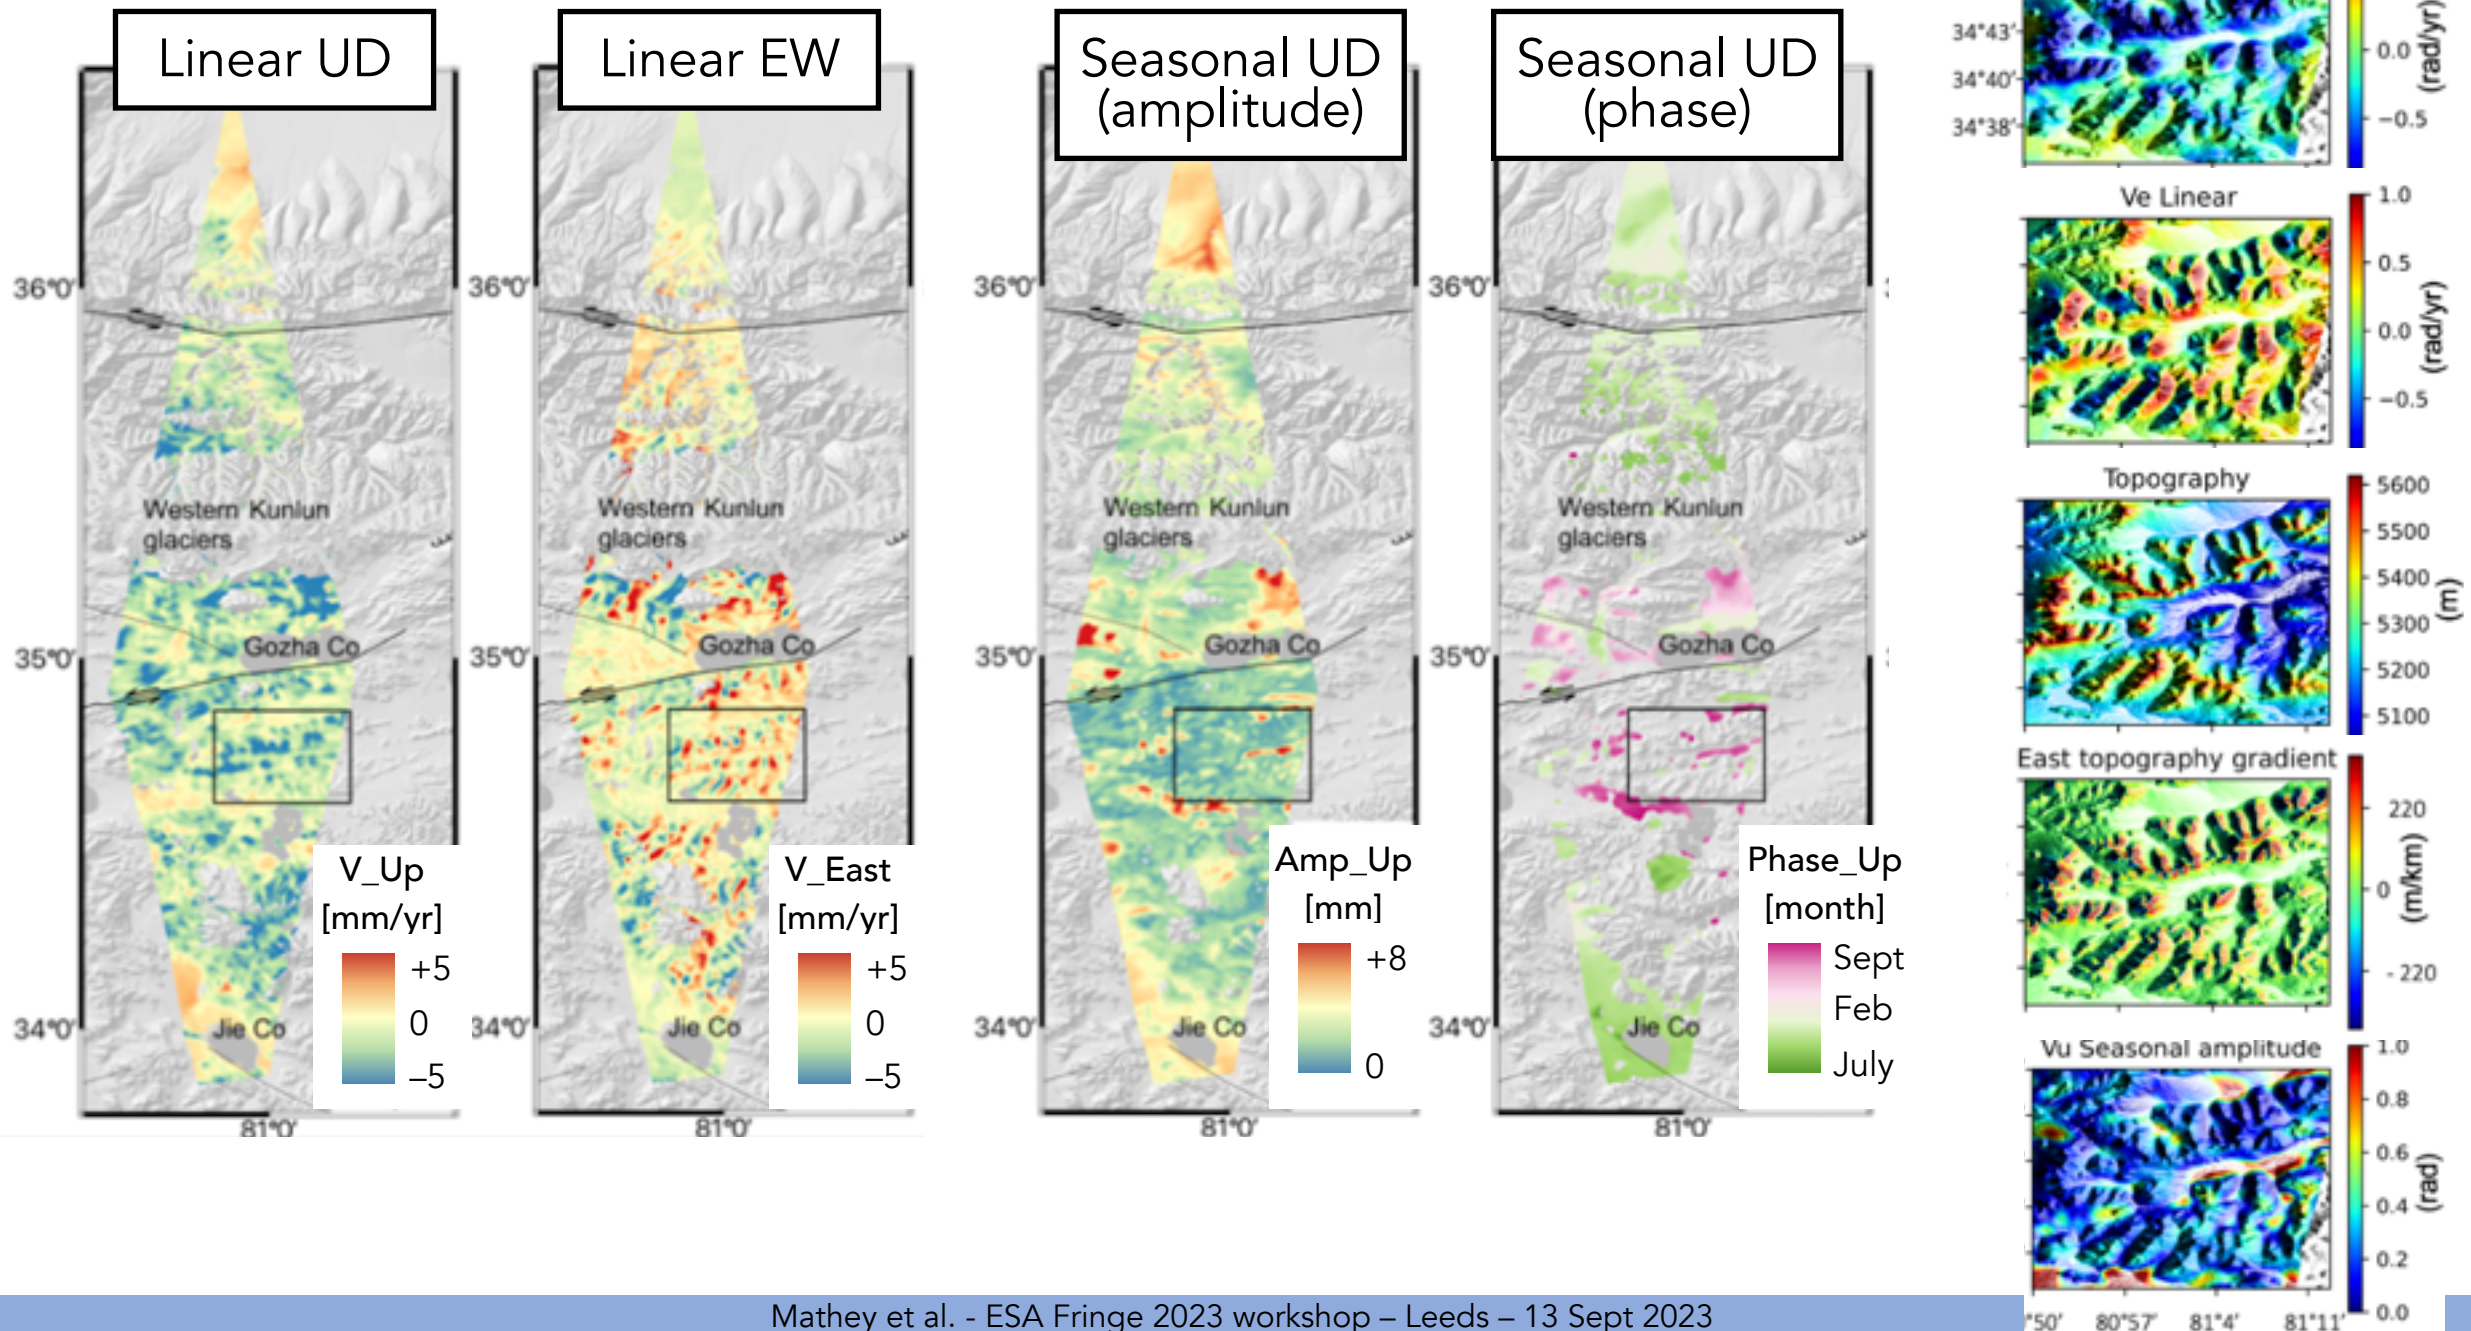 Linear UD
36°0'
Western Kunlun
glaciers
Gozha Co
35°0'
V_Up
[mm/yr]
+5
0
–5
34°0'
Jie Co
81°0'
Linear EW
36°0'
Western Kunlun
glaciers
Gozha Co
35°0'
V_East
[mm/yr]
+5
0
–5
34°0'
Jie Co
81°0'
Seasonal UD
(amplitude)
36°0'
Western Kunlun
glaciers
Gozha Co
35°0'
Amp_Up
[mm]
+8
0
34°0'
Jie Co
81°0'
Seasonal UD
(phase)
36°0'
Western Kunlun
glaciers
Gozha Co
35°0'
Phase_Up
[month]
Sept
Feb
July
34°0'
Jie Co
81°0'
34°43'
34°40'
34°38'
0.0
−0.5
(rad/yr)
Ve Linear
1.0
0.5
0.0
−0.5
(rad/yr)
Topography
5600
5500
5400
5300
5200
5100
(m)
East topography gradient
220
0
- 220
(m/km)
Vu Seasonal amplitude
1.0
0.8
0.6
0.4
0.2
0.0
(rad)
°50'
80°57'
81°4'
81°11'
Mathey et al. - ESA Fringe 2023 workshop – Leeds – 13 Sept 2023